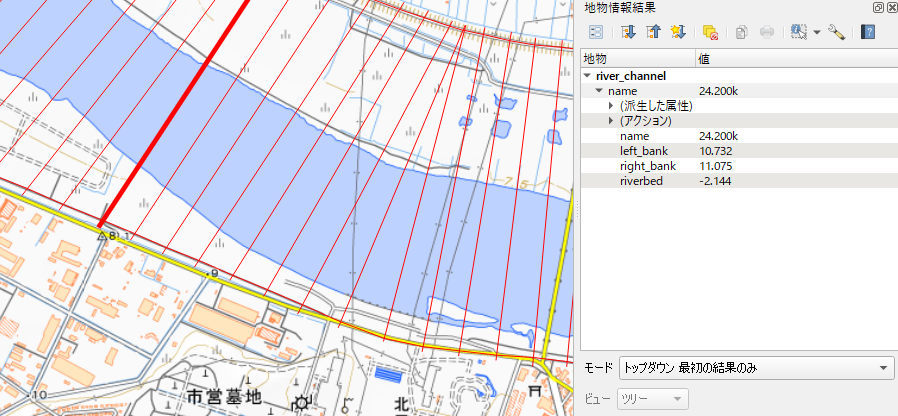 地物情報結果
地物 値
river_channel
name 24.200k
(派生した属性)
(アクション)
name 24.200k
left_bank 10.732
right_bank 11.075
riverbed -2.144
モード トップダウン 最初の結果のみ
ビュー ツリー
7.5
8.1
9
10
市営墓地
北